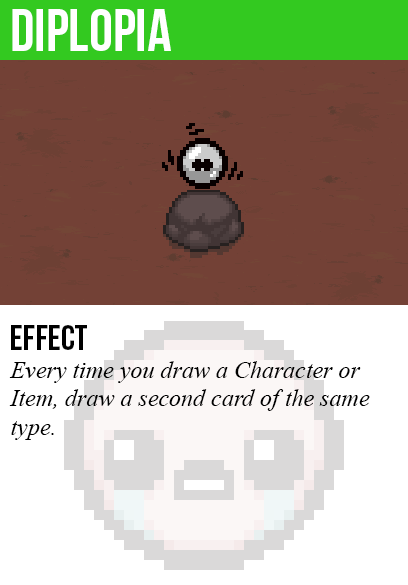 DIPLOPIA
EFFECT
Every time you draw a Character or
Item, draw a second card of the same
type.